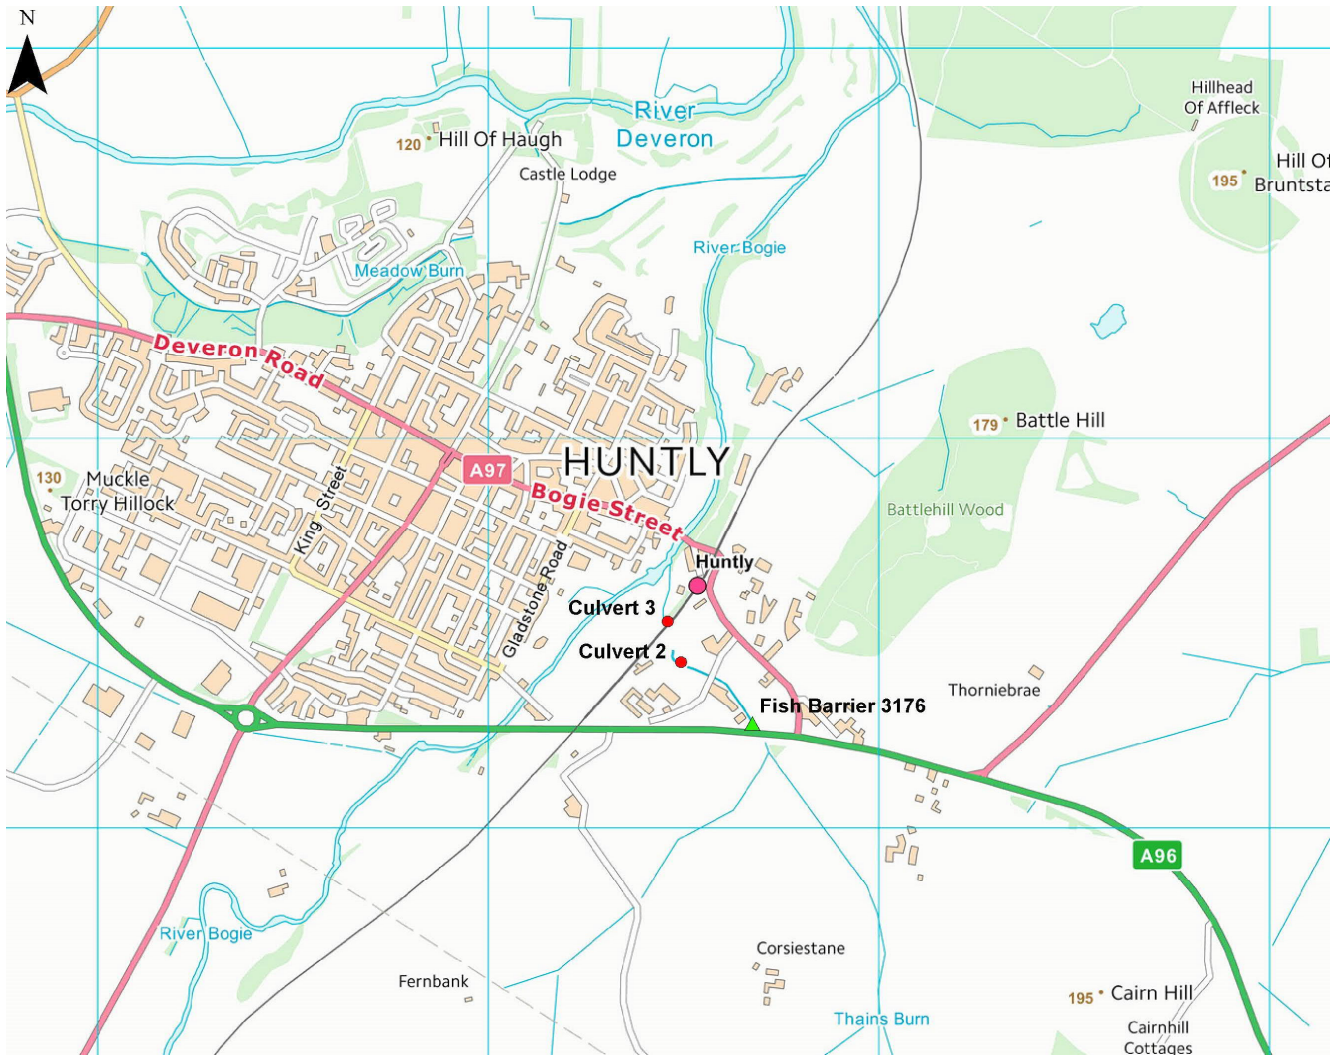 N
Hillhead
Of Affleck
River
Deveron
120
Hill Of Haugh
Castle Lodge
195
Hill Of
Bruntsta
River Bogie
Meadow Burn
Deveron Road
179
Battle Hill
A97
HUNTLY
130
Muckle
Torry Hillock
King Street
Bogie Street
Battlehill Wood
Gladstone Road
Huntly
Culvert 3
Culvert 2
Thorniebrae
Fish Barrier 3176
A96
River Bogie
Corsiestane
Fernbank
195
Cairn Hill
Thains Burn
Cairnhill
Cottages